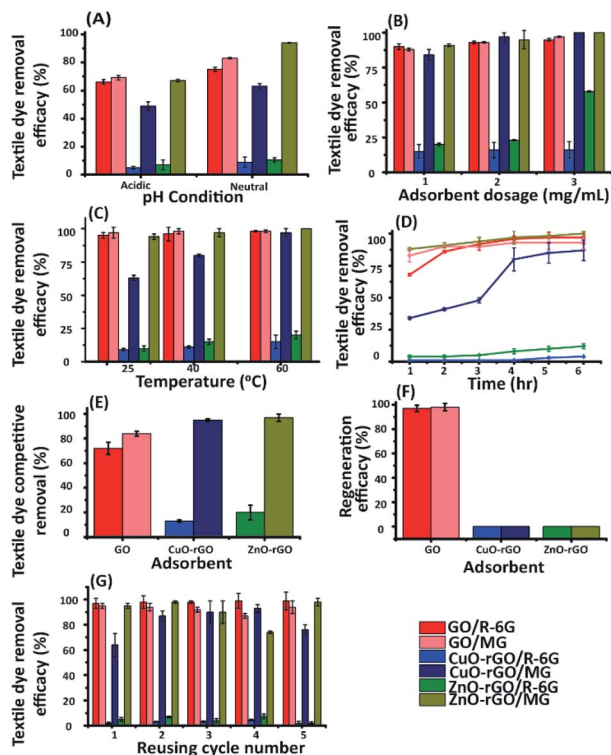 (A)
Textile dye removal
efficacy (%)
100
80
60
40
20
0
Acidic
Neutral
pH Condition
(B)
Textile dye removal
efficacy (%)
100
75
50
25
0
1
2
3
Adsorbent dosage (mg/mL)
(C)
Textile dye removal
efficacy (%)
100
75
50
25
0
25
40
60
Temperature (ºC)
(D)
Textile dye removal
efficacy (%)
100
75
50
25
0
1
2
3
4
5
6
Time (hr)
(E)
Textile dye competitive
removal (%)
100
80
60
40
20
0
GO
CuO-rGO
ZnO-rGO
Adsorbent
(F)
Regeneration
efficacy (%)
100
80
60
40
20
0
GO
CuO-rGO
ZnO-rGO
Adsorbent
(G)
Textile dye removal
efficacy (%)
100
80
60
40
20
0
1
2
3
4
5
Reusing cycle number
GO/R-6G
GO/MG
CuO-rGO/R-6G
CuO-rGO/MG
ZnO-rGO/R-6G
ZnO-rGO/MG